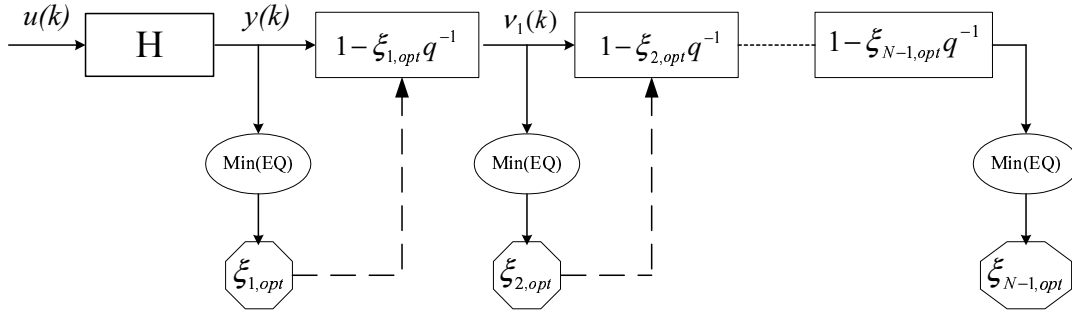 u(k)
H
y(k)
1−ξ₁,opt q⁻¹
ν₁(k)
1−ξ₂,opt q⁻¹
1−ξN−1,opt q⁻¹
Min(EQ)
Min(EQ)
Min(EQ)
ξ₁,opt
ξ₂,opt
ξN−1,opt